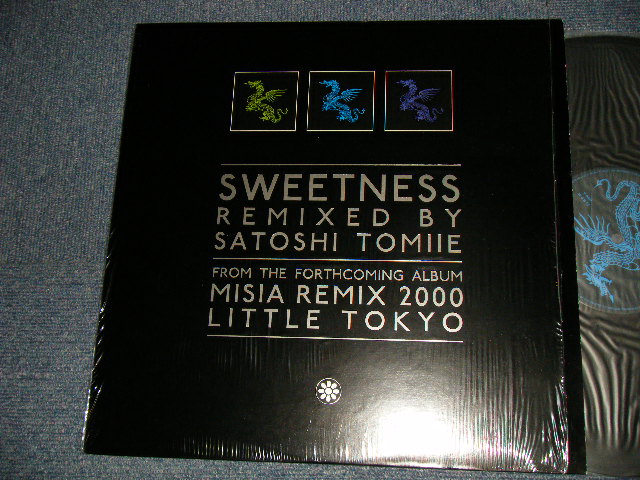 SWEETNESS
REMIXED BY
SATOSHI TOMIIE
FROM THE FORTHCOMING ALBUM
MISIA REMIX 2000
LITTLE TOKYO